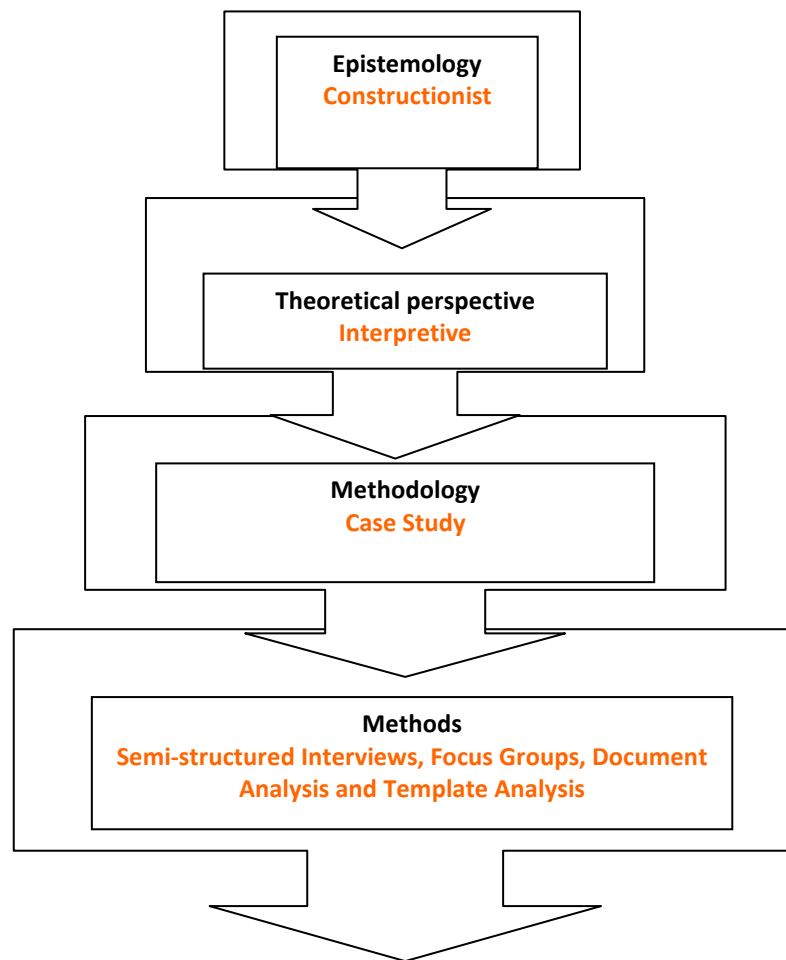 Epistemology
Constructionist
Theoretical perspective
Interpretive
Methodology
Case Study
Methods
Semi-structured Interviews, Focus Groups, Document
Analysis and Template Analysis